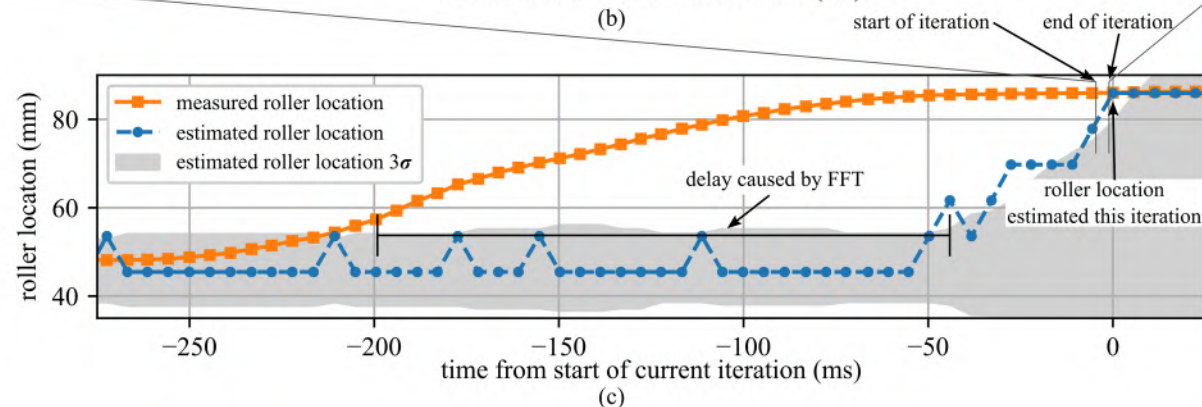 (b)
start of iteration
end of iteration
measured roller location
estimated roller location
estimated roller location 3σ
delay caused by FFT
roller location
estimated this iteration
roller locaton (mm)
80
60
40
−250
−200
−150
−100
−50
0
time from start of current iteration (ms)
(c)